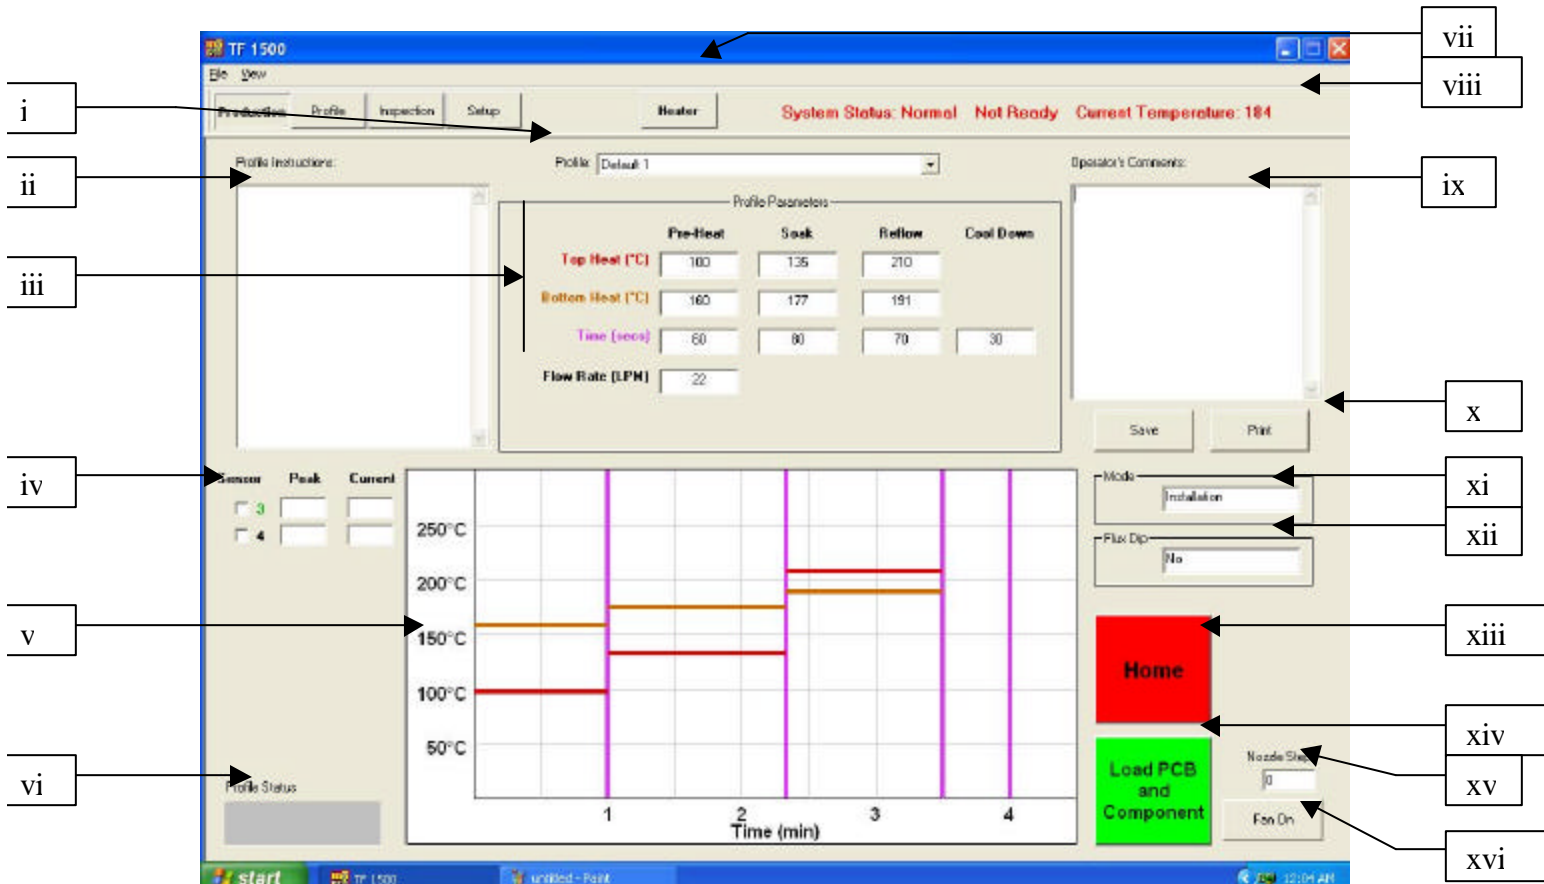 TF 1500
vii
File View
viii
i
Production Profile Inspection Setup Heater System Status: Normal Not Ready Current Temperature: 184
Profile Instructions: Profile: Default 1 Operator's Comments:
ii
ix
Profile Parameters
Pre-Heat Soak Reflow Cool Down
Top Heat (°C) 100 135 210
iii
Bottom Heat (°C) 160 177 191
Time (secs) 60 80 70 30
Flow Rate (LPM) 22
x
Save Print
Sensor Peak Current
iv
Mode
xi
Installation
3
4
xii
Flux Dip
No
250°C
200°C
150°C
100°C
50°C
v
xiii
Home
xiv
vi
Profile Status
Load PCB
and
Component
Nozzle Step
0
xv
Fan On
1 2 3 4
Time (min)
xvi
start TF 1500 untitled - Paint 12:04 AM